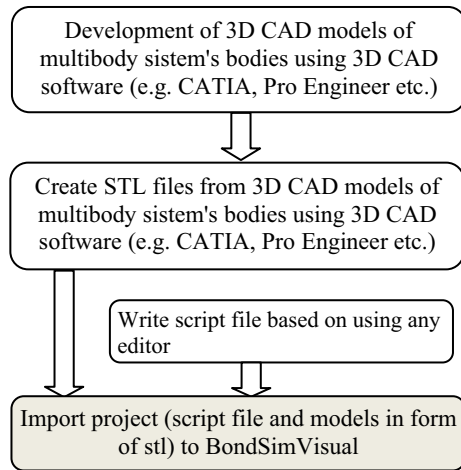 Development of 3D CAD models of
multibody sistem's bodies using 3D CAD
software (e.g. CATIA, Pro Engineer etc.)
Create STL files from 3D CAD models of
multibody sistem's bodies using 3D CAD
software (e.g. CATIA, Pro Engineer etc.)
Write script file based on using any
editor
Import project (script file and models in form
of stl) to BondSimVisual